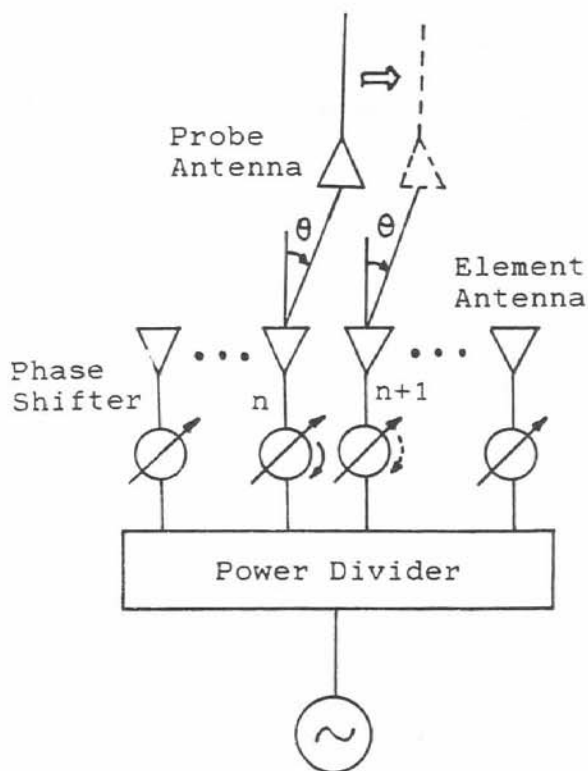 Probe
Antenna
θ
θ
Element
Antenna
Phase
Shifter
n
n+1
Power Divider